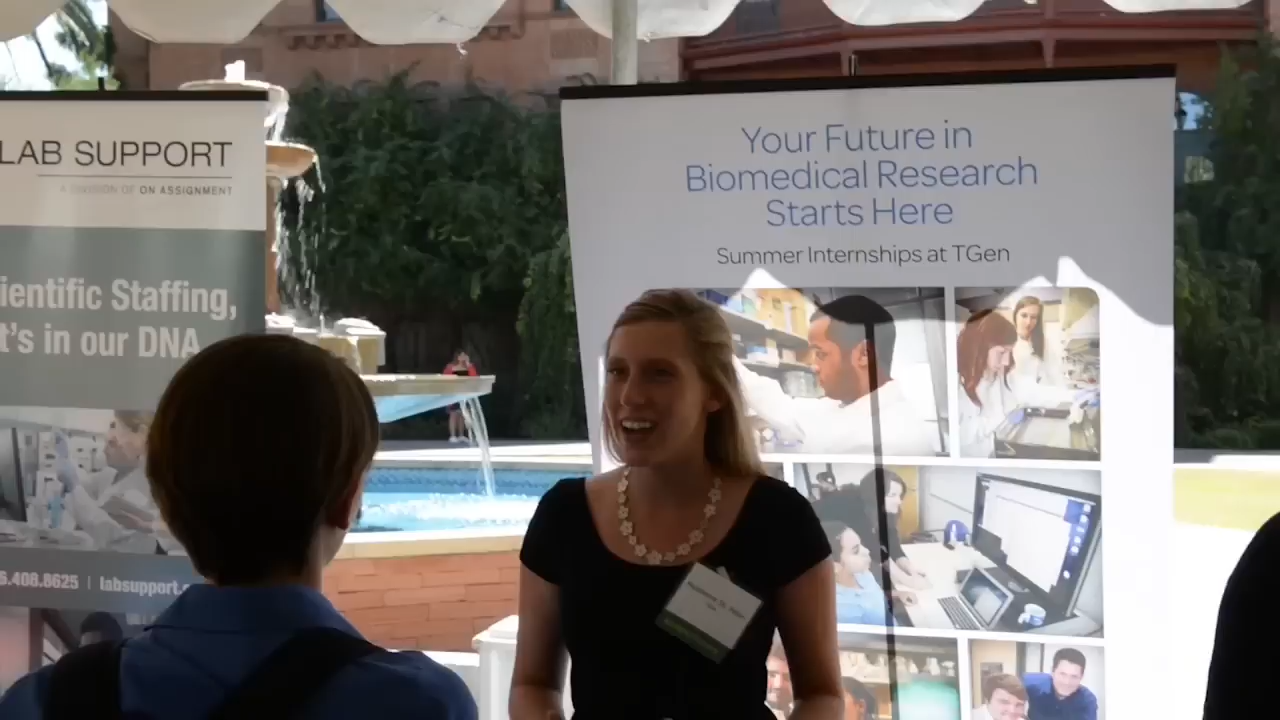 LAB SUPPORT
A DIVISION OF ON ASSIGNMENT
ientific Staffing,
t's in our DNA
6.408.8625 | labsupport.
Your Future in
Biomedical Research
Starts Here
Summer Internships at TGen